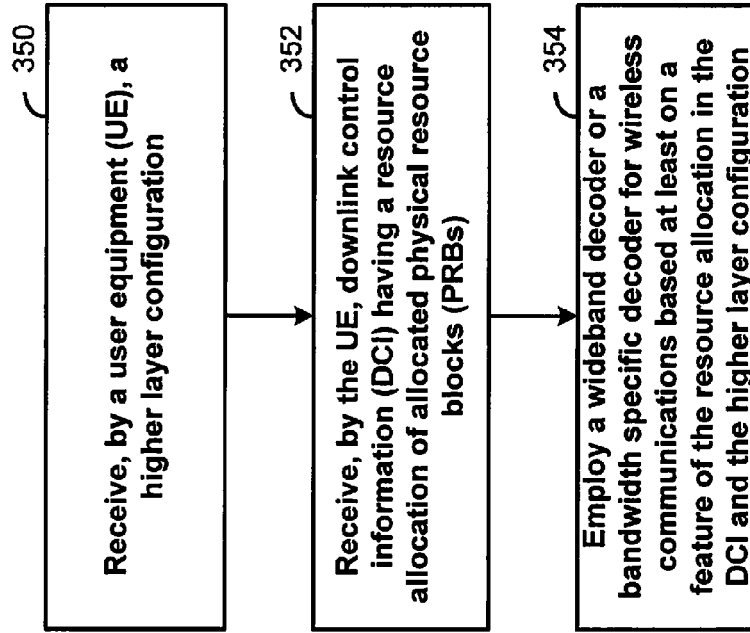 350
Receive, by a user equipment (UE), a
higher layer configuration
352
Receive, by the UE, downlink control
information (DCI) having a resource
allocation of allocated physical resource
blocks (PRBs)
354
Employ a wideband decoder or a
bandwidth specific decoder for wireless
communications based at least on a
feature of the resource allocation in the
DCI and the higher layer configuration